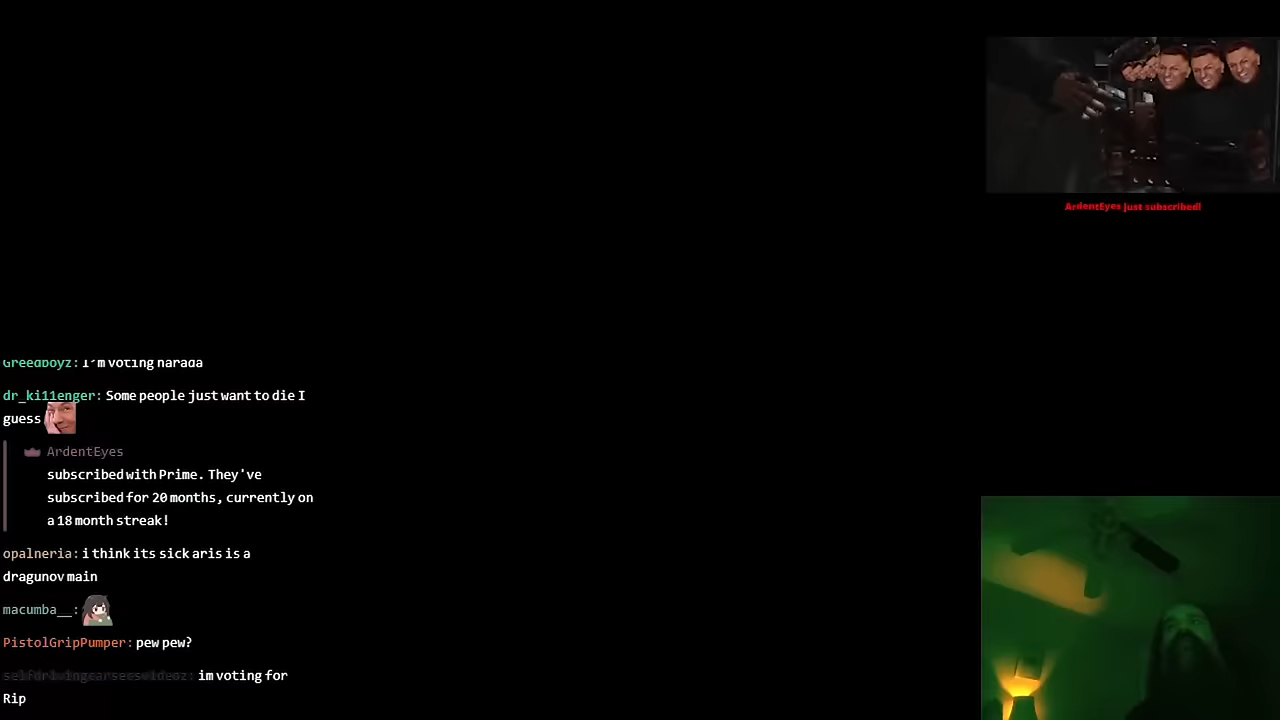 Greedboyz: I'm voting narada
dr_ki11enger: Some people just want to die I
guess
ArdentEyes
subscribed with Prime. They've
subscribed for 20 months, currently on
a 18 month streak!
opalneria: i think its sick aris is a
dragunov main
macumba__:
PistolGripPumper: pew pew?
im voting for
Rip
ArdentEyes just subscribed!